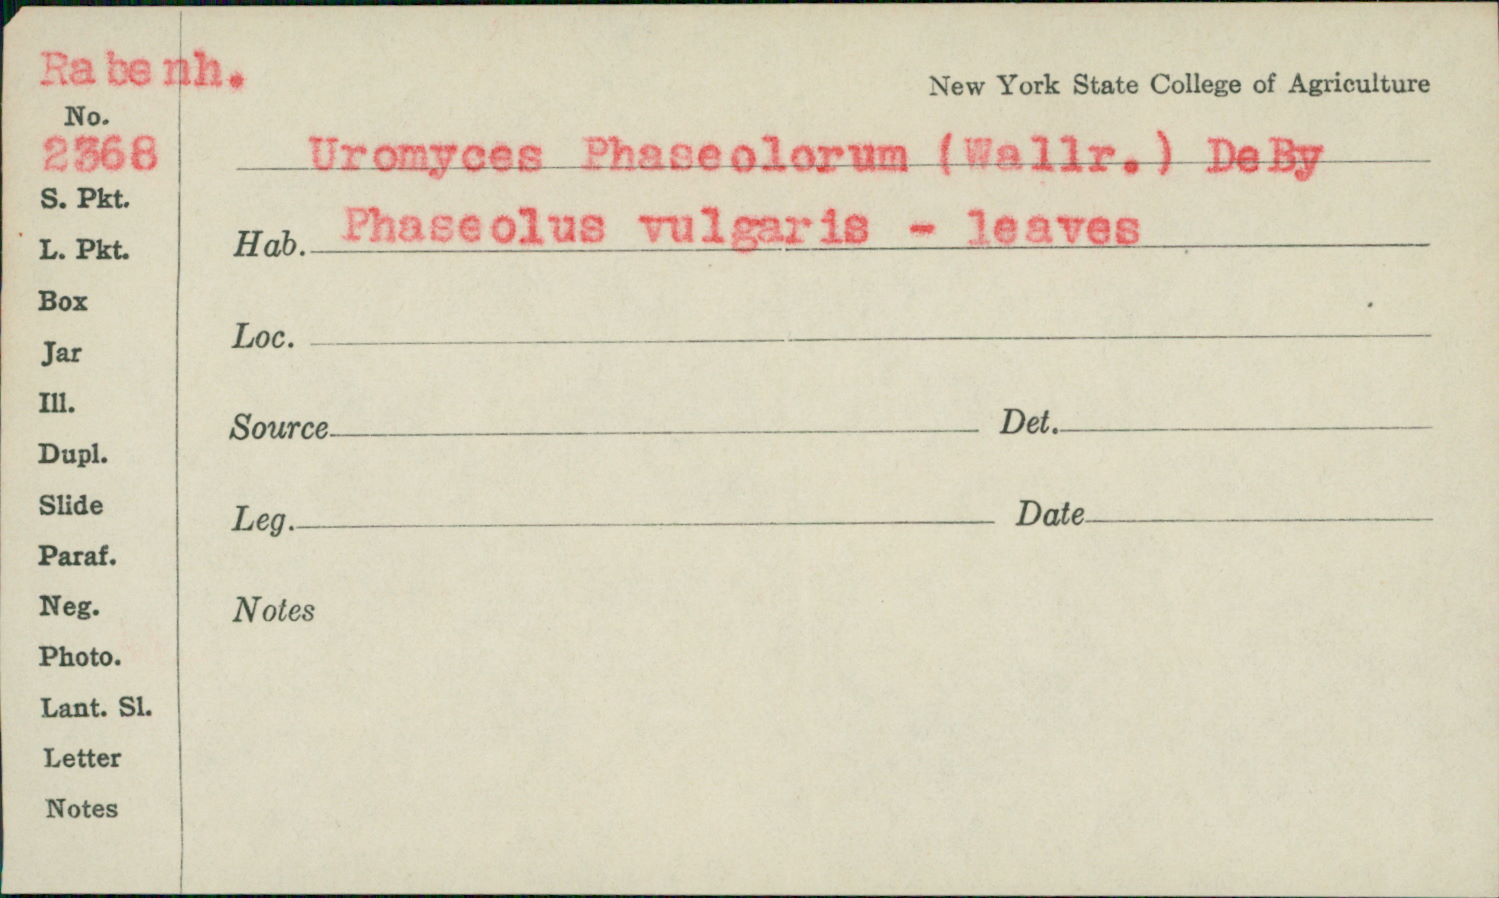 Rabenh.
New York State College of Agriculture
No.
2368
Uromyces Phaseolorum (Wallr.) DeBy
S. Pkt.
Hab. Phaseolus vulgaris - leaves
L. Pkt.
Box
Loc.
Jar
Ill.
Source Det.
Dupl.
Slide
Leg. Date
Paraf.
Neg.
Notes
Photo.
Lant. Sl.
Letter
Notes